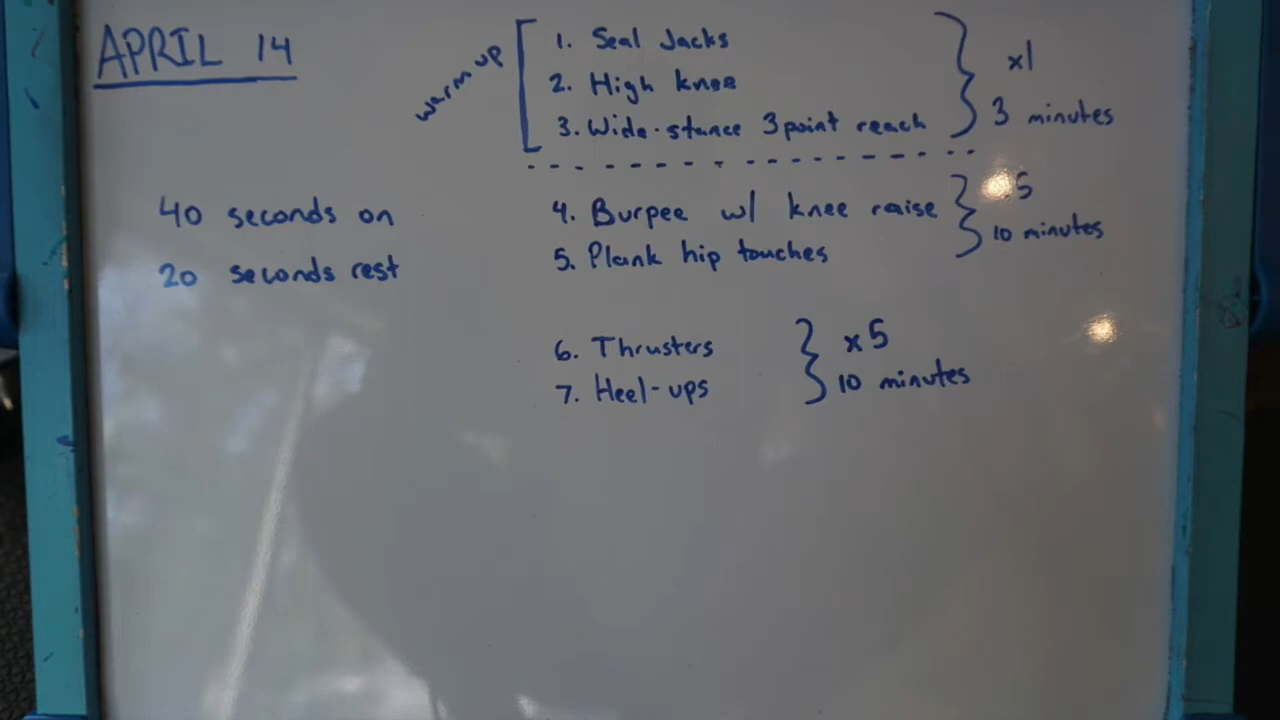 APRIL 14
warm up
1. Seal Jacks
2. High knee
3. Wide-stance 3 point reach
x1
3 minutes
40 seconds on
20 seconds rest
4. Burpee w/ knee raise
5. Plank hip touches
5
10 minutes
6. Thrusters
7. Heel-ups
x5
10 minutes